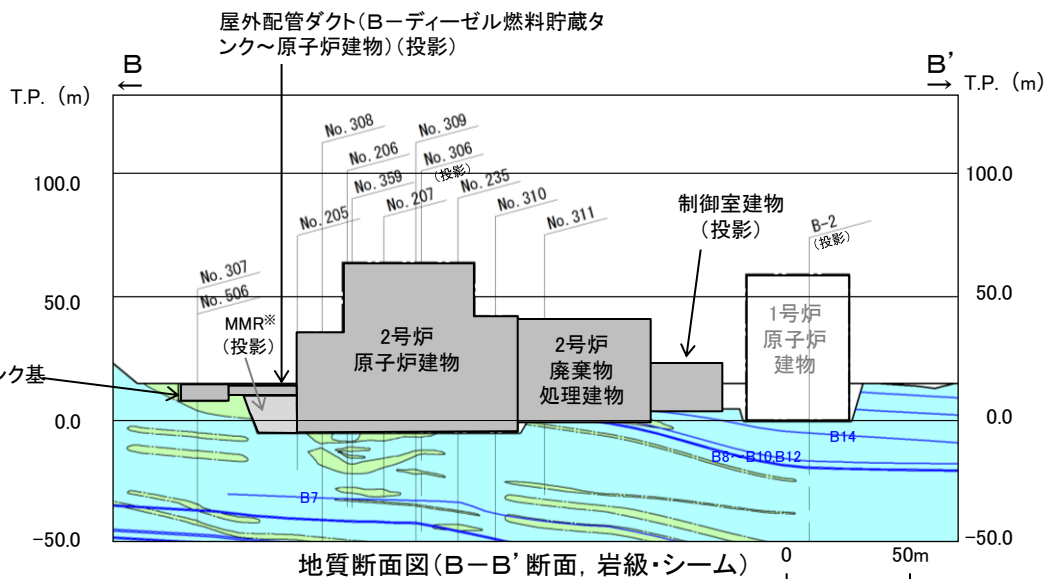 屋外配管ダクト(B-ディーゼル燃料貯蔵タ
ンク~原子炉建物)(投影)
B
B'
T.P. (m)
T.P. (m)
No. 308
No. 309
No. 206
No. 306
(投影)
No. 359
No. 235
No. 207
No. 310
No. 205
No. 311
100.0
100.0
制御室建物
(投影)
B-2
(投影)
No. 307
No. 506
50.0
50.0
MMR※
(投影)
2号炉
原子炉建物
2号炉
廃棄物
処理建物
1号炉
原子炉
建物
ンク基
0.0
0.0
B14
B8~B10,B12
B7
-50.0
-50.0
地質断面図(B-B'断面, 岩級・シーム)
0
50m